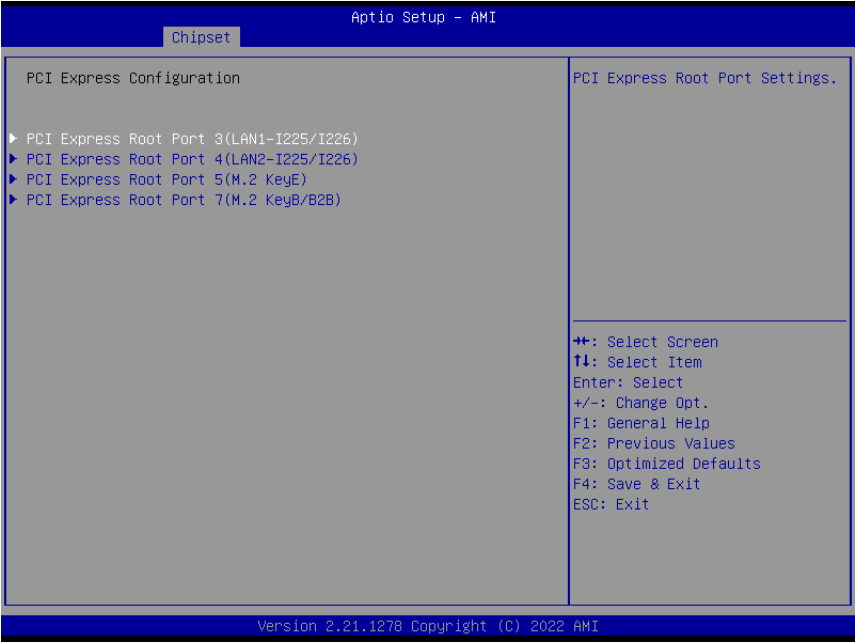 Aptio Setup – AMI
Chipset
PCI Express Configuration
PCI Express Root Port 3(LAN1-I225/I226)
PCI Express Root Port 4(LAN2-I225/I226)
PCI Express Root Port 5(M.2 KeyE)
PCI Express Root Port 7(M.2 KeyB/B2B)
PCI Express Root Port Settings.
→←: Select Screen
↑↓: Select Item
Enter: Select
+/-: Change Opt.
F1: General Help
F2: Previous Values
F3: Optimized Defaults
F4: Save & Exit
ESC: Exit
Version 2.21.1278 Copyright (C) 2022 AMI